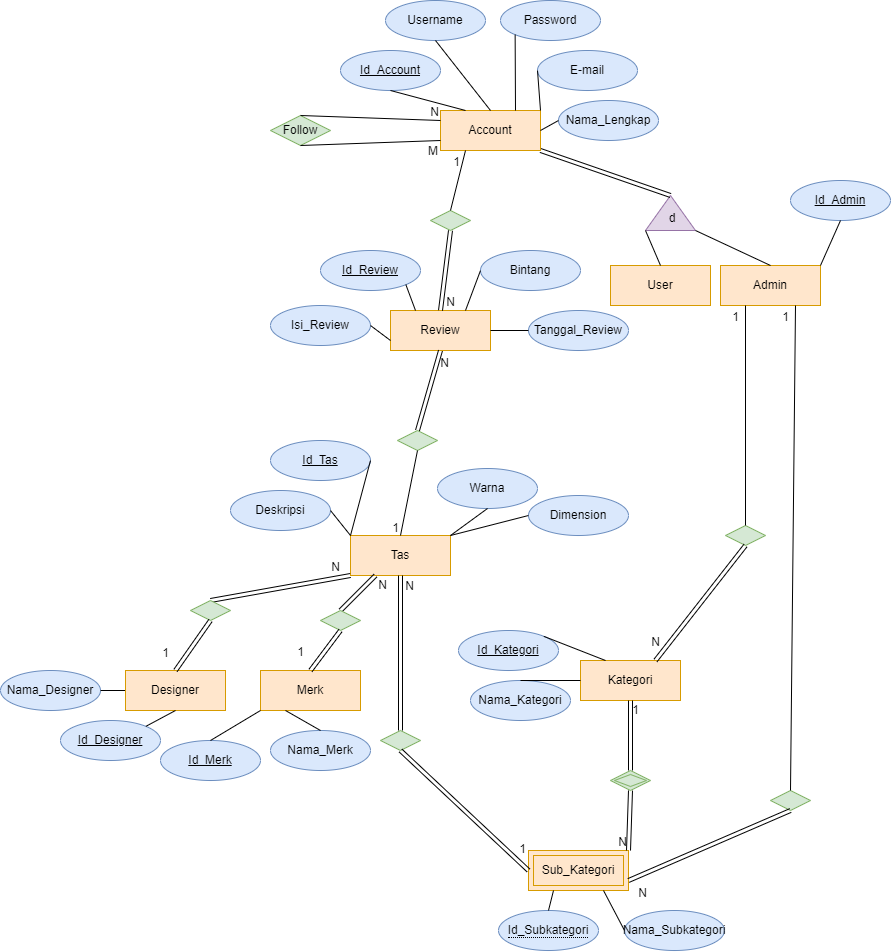 Username
Password
Id_Account
E-mail
N
Account
Nama_Lengkap
Follow
M
1
Id_Admin
d
Id_Review
Bintang
User
Admin
N
1
1
Isi_Review
Review
Tanggal_Review
N
Id_Tas
Warna
Deskripsi
Dimension
1
Tas
N
N
N
1
1
N
Id_Kategori
Nama_Designer
Designer
Merk
Kategori
Nama_Kategori
1
Id_Designer
Id_Merk
Nama_Merk
1
N
Sub_Kategori
N
Id_Subkategori
Nama_Subkategori